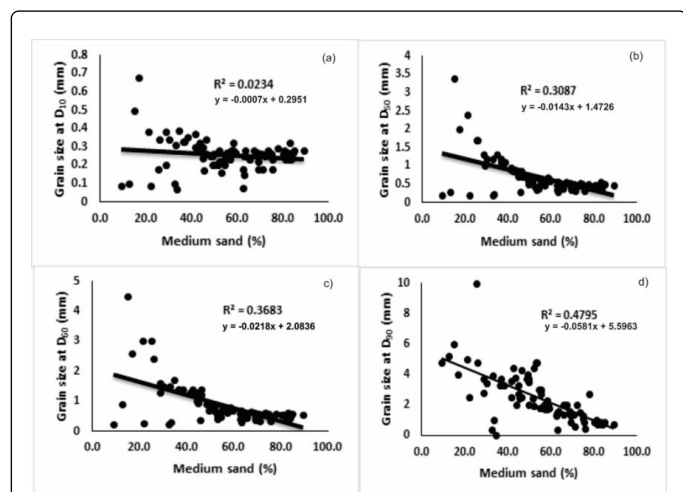 (a)
Grain size at D10 (mm)
0.8
0.7
0.6
0.5
0.4
0.3
0.2
0.1
0
R² = 0.0234
y = -0.0007x + 0.2951
0.0 20.0 40.0 60.0 80.0 100.0
Medium sand (%)
(b)
Grain size at D50 (mm)
4
3.5
3
2.5
2
1.5
1
0.5
0
R² = 0.3087
y = -0.0143x + 1.4726
0.0 20.0 40.0 60.0 80.0 100.0
Medium sand (%)
c)
Grain size at D60 (mm)
5
4
3
2
1
0
R² = 0.3683
y = -0.0218x + 2.0836
0.0 20.0 40.0 60.0 80.0 100.0
Medium sand (%)
d)
Grain size at D90 (mm)
10
8
6
4
2
0
R² = 0.4795
y = -0.0581x + 5.5963
0.0 20.0 40.0 60.0 80.0 100.0
Medium sand (%)